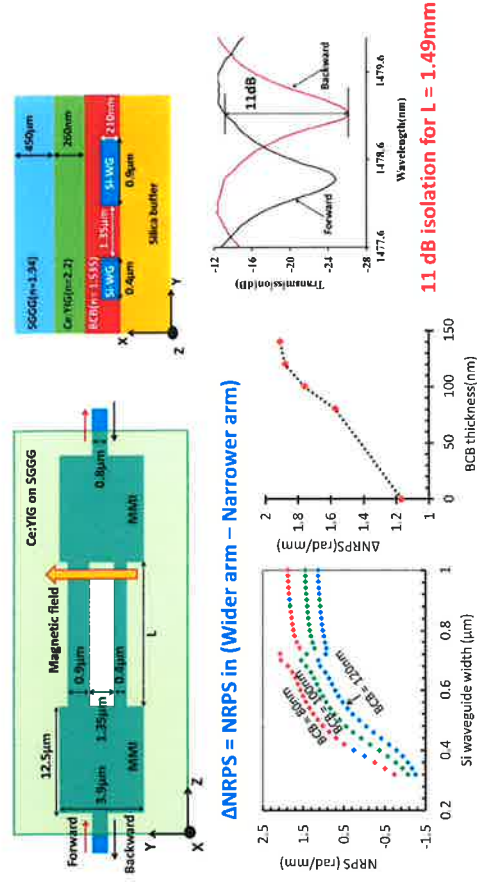 Ce:YIG on SGGG
Magnetic field
12.5μm
3.9μm
0.9μm
1.35μm
0.4μm
0.8μm
MMI
MMI
L
Forward
Backward
Y
X
Z
450μm
260nm
210nm
SGGG(n=1.94)
Ce:YIG(n=2.2)
BCB(n= 1.535)
1.35μm
Si-WG
Si-WG
0.4μm
0.9μm
Silica buffer
X
Z
Y
ΔNRPS = NRPS in (Wider arm – Narrower arm)
2.5
1.5
0.5
-0.5
-1.5
NRPS(rad/mm)
BCB = 80nm
BCB = 100nm
BCB = 120nm
0.2
0.4
0.6
0.8
1
Si waveguide width (μm)
2
1.8
1.6
1.4
1.2
1
ΔNRPS(rad/mm)
0
50
100
150
BCB thickness(nm)
-12
-16
-20
-24
-28
Transmission(dB)
11dB
Forward
Backward
1477.6
1478.6
1479.6
Wavelength(nm)
11 dB isolation for L = 1.49mm